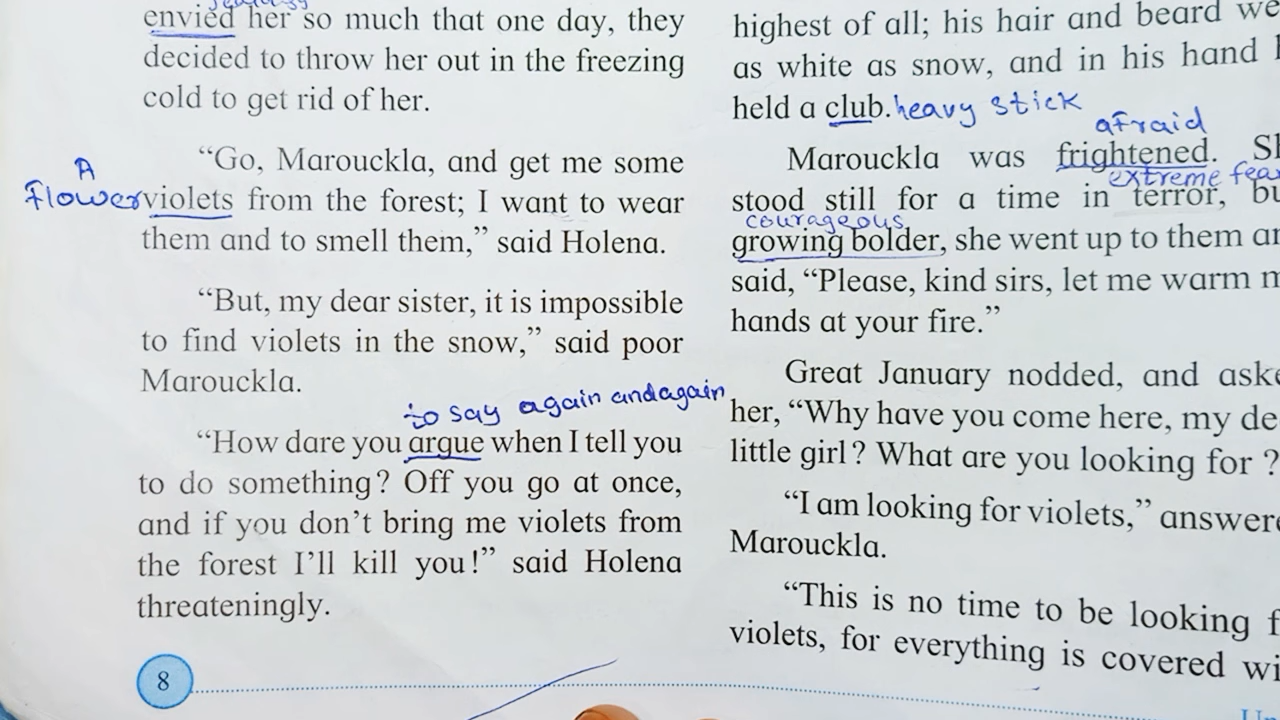 envied her so much that one day, they
decided to throw her out in the freezing
cold to get rid of her.
“Go, Marouckla, and get me some
A
flower violets from the forest; I want to wear
them and to smell them,” said Holena.
“But, my dear sister, it is impossible
to find violets in the snow,” said poor
Marouckla.
to say again and again
“How dare you argue when I tell you
to do something? Off you go at once,
and if you don’t bring me violets from
the forest I’ll kill you!” said Holena
threateningly.
8
highest of all; his hair and beard we
as white as snow, and in his hand
held a club. heavy stick
afraid
Marouckla was frightened.
extreme fear
stood still for a time in terror,
courageous
growing bolder, she went up to them
said, “Please, kind sirs, let me warm
hands at your fire.”
Great January nodded, and aske
her, “Why have you come here, my de
little girl? What are you looking for ?
“I am looking for violets,” answere
Marouckla.
“This is no time to be looking
violets, for everything is covered wi